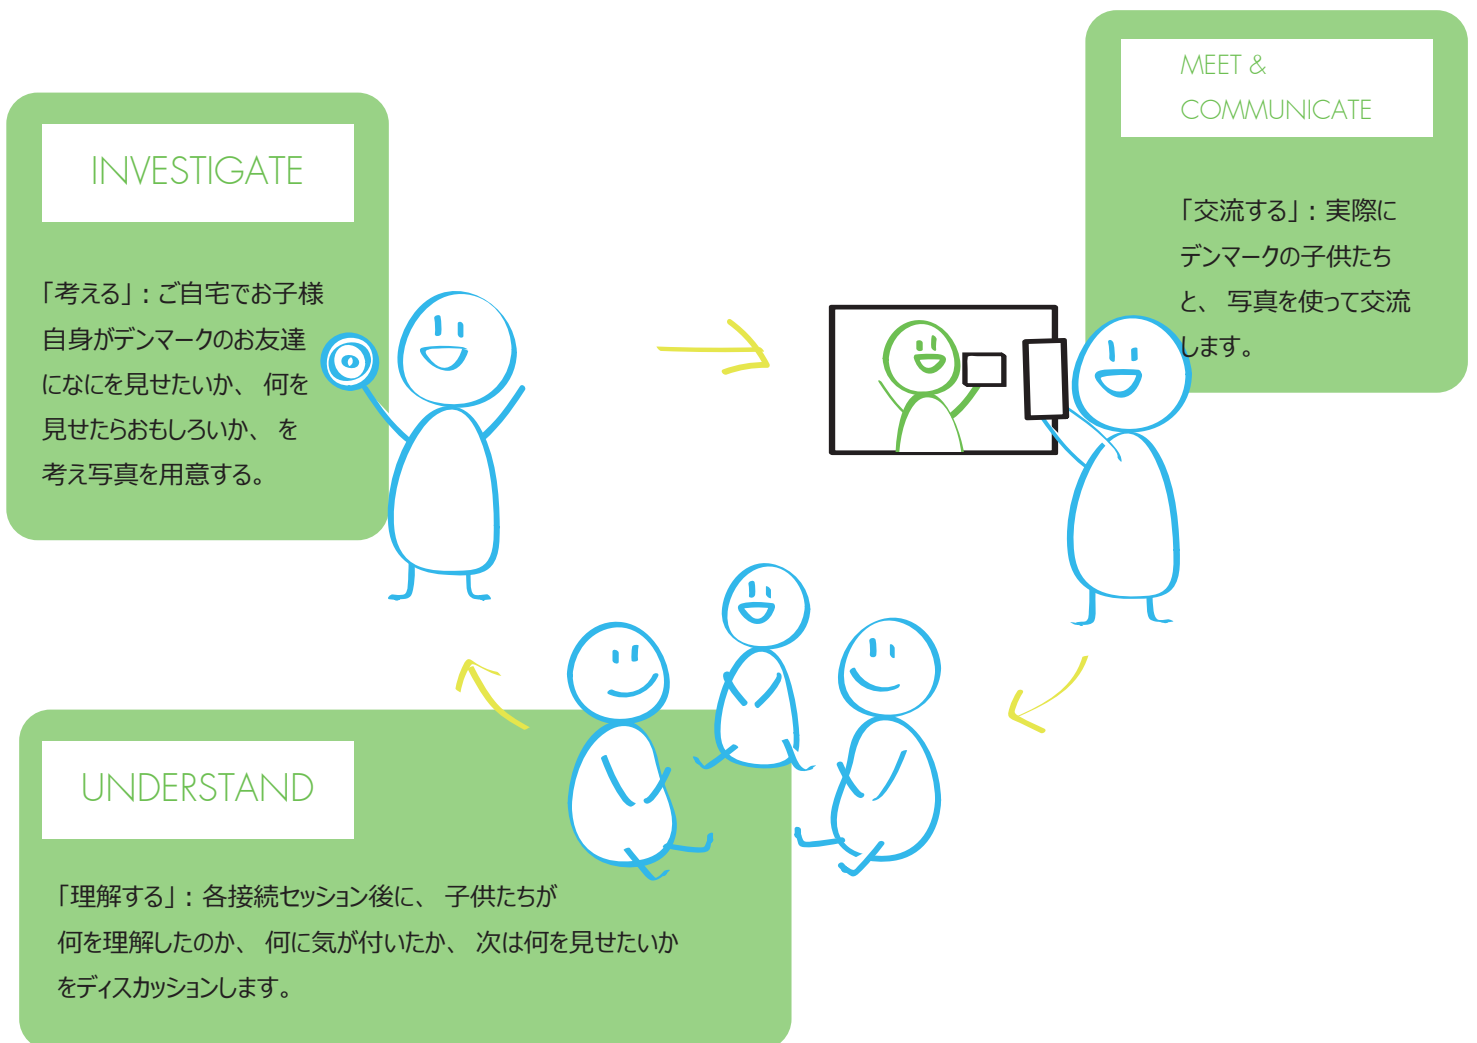 INVESTIGATE
「考える」: ご自宅でお子様
自身がデンマークのお友達
になにを見せたいか、 何を
見せたらおもしろいか、 を
考え写真を用意する。
MEET &
COMMUNICATE
「交流する」: 実際に
デンマークの子供たち
と、 写真を使って交流
します。
UNDERSTAND
「理解する」: 各接続セッション後に、 子供たちが
何を理解したのか、 何に気が付いたか、 次は何を見せたいか
をディスカッションします。